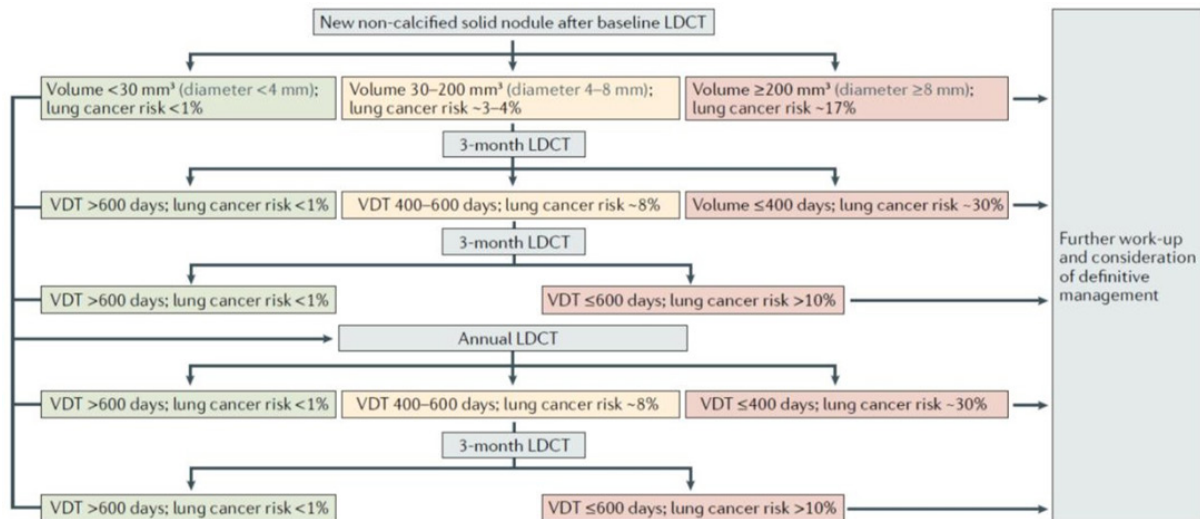 New non-calcified solid nodule after baseline LDCT
Volume <30 mm³ (diameter <4 mm);
lung cancer risk <1%
Volume 30–200 mm³ (diameter 4–8 mm);
lung cancer risk ~3–4%
Volume ≥200 mm³ (diameter ≥8 mm);
lung cancer risk ~17%
3-month LDCT
VDT >600 days; lung cancer risk <1%
VDT 400–600 days; lung cancer risk ~8%
Volume ≤400 days; lung cancer risk ~30%
3-month LDCT
VDT >600 days; lung cancer risk <1%
VDT ≤600 days; lung cancer risk >10%
Further work-up
and consideration
of definitive
management
Annual LDCT
VDT >600 days; lung cancer risk <1%
VDT 400–600 days; lung cancer risk ~8%
VDT ≤400 days; lung cancer risk ~30%
3-month LDCT
VDT >600 days; lung cancer risk <1%
VDT ≤600 days; lung cancer risk >10%